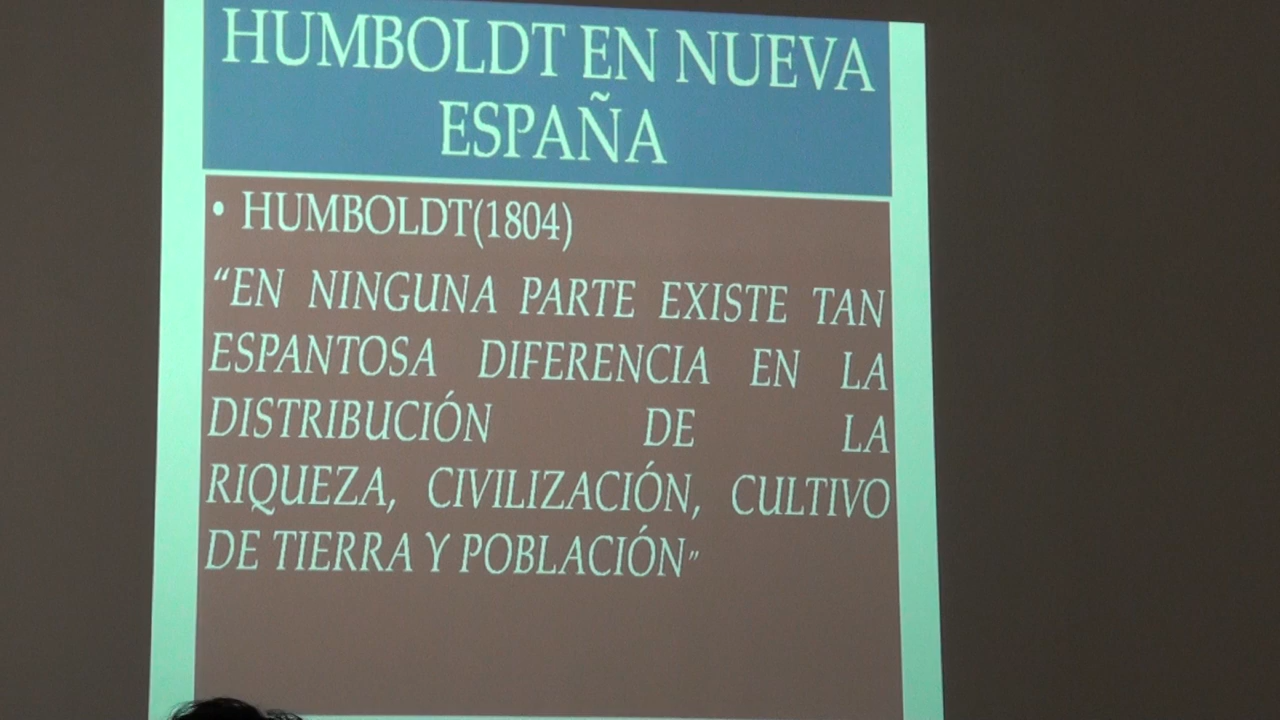 HUMBOLDT EN NUEVA
ESPAÑA
• HUMBOLDT(1804)
“EN NINGUNA PARTE EXISTE TAN
ESPANTOSA DIFERENCIA EN LA
DISTRIBUCIÓN DE LA
RIQUEZA, CIVILIZACIÓN, CULTIVO
DE TIERRA Y POBLACIÓN”